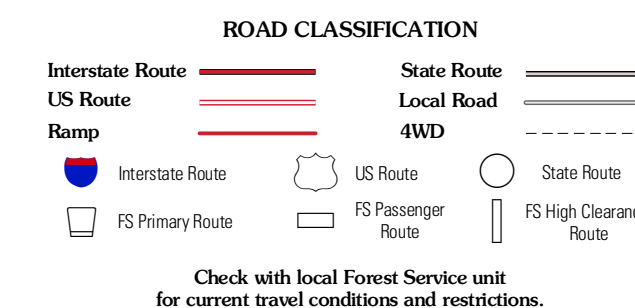 ROAD CLASSIFICATION
Interstate Route
State Route
US Route
Local Road
Ramp
4WD
Interstate Route
US Route
State Route
FS Primary Route
FS Passenger
Route
FS High
Route
Check with local Forest Service unit
for current travel conditions and restrictions.